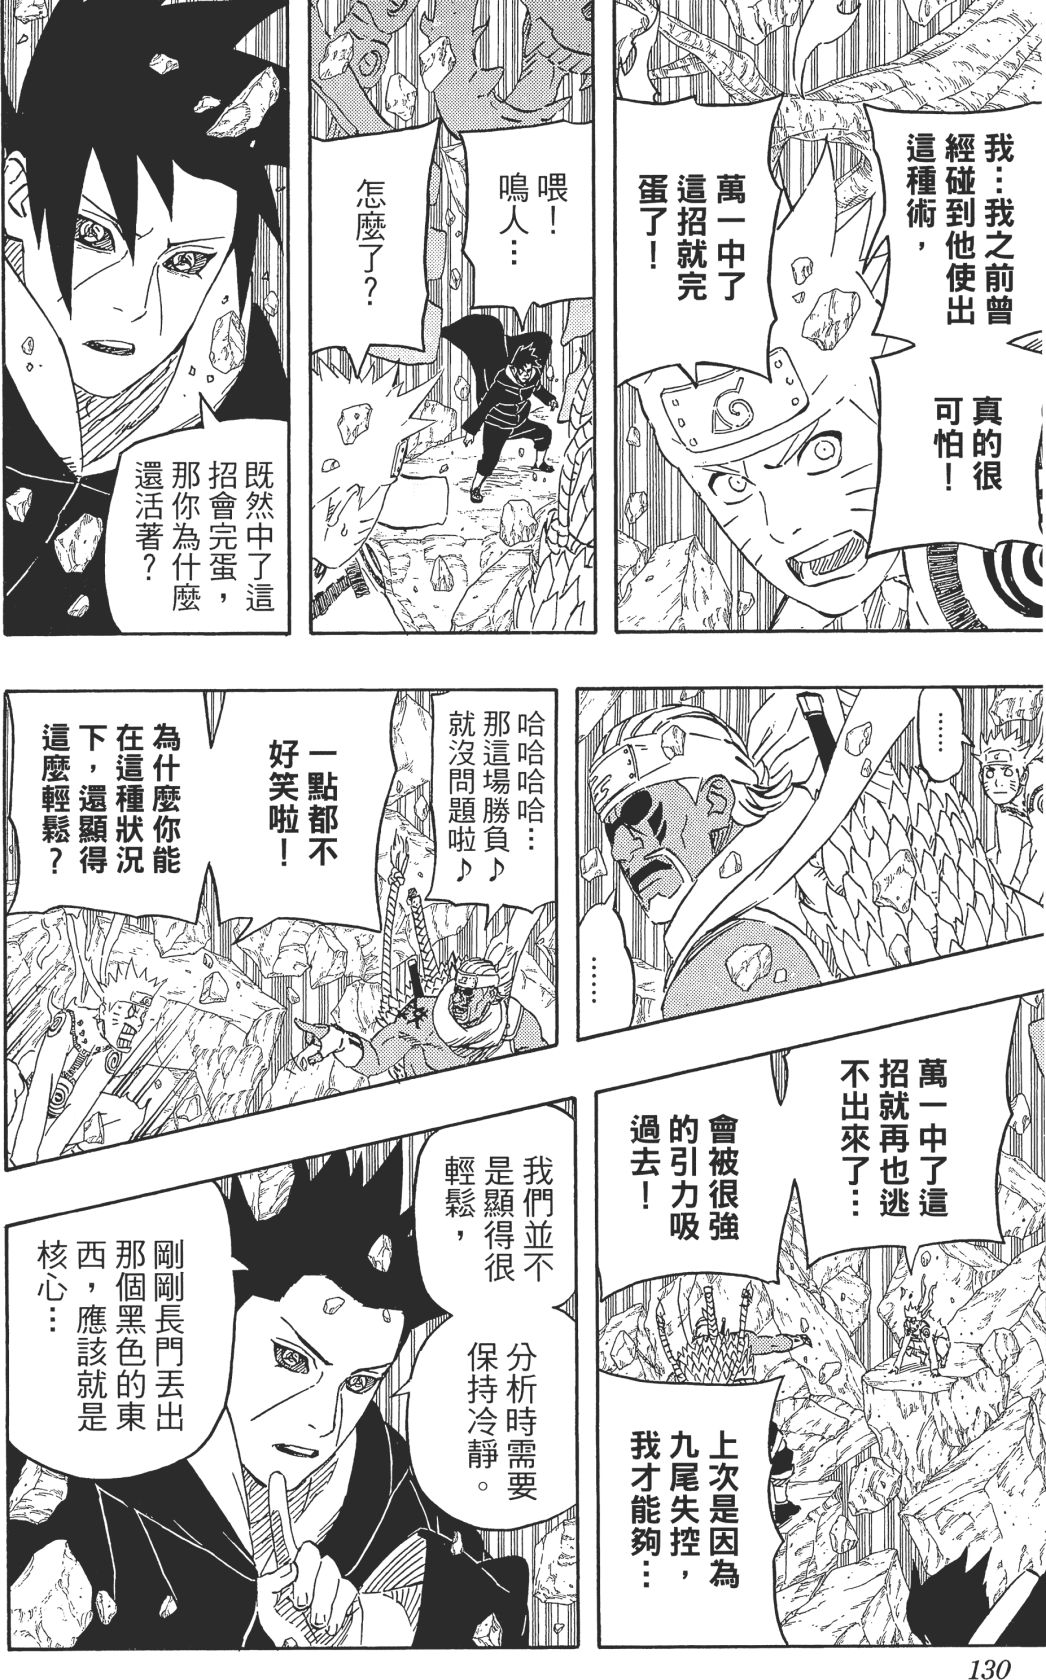 我…我之前曾
經碰到他使出
這種術，
真的很
可怕！
萬一中了
這招就完
蛋了！
喂！
鳴人…
怎麼了？
既然中了這
招會完蛋，
那你為什麼
還活著？
……
……
哈哈哈哈…
那這場勝負♪
就沒問題啦♪
一點都不
好笑啦！
為什麼你能
在這種狀況
下，還顯得
這麼輕鬆？
萬一中了這
招就再也逃
不出來了…
會被很強
的引力吸
過去！
上次是因為
九尾失控，
我才能夠…
我們並不
是顯得很
輕鬆，
分析時需要
保持冷靜。
剛剛長門丟出
那個黑色的東
西，應該就是
核心…
130